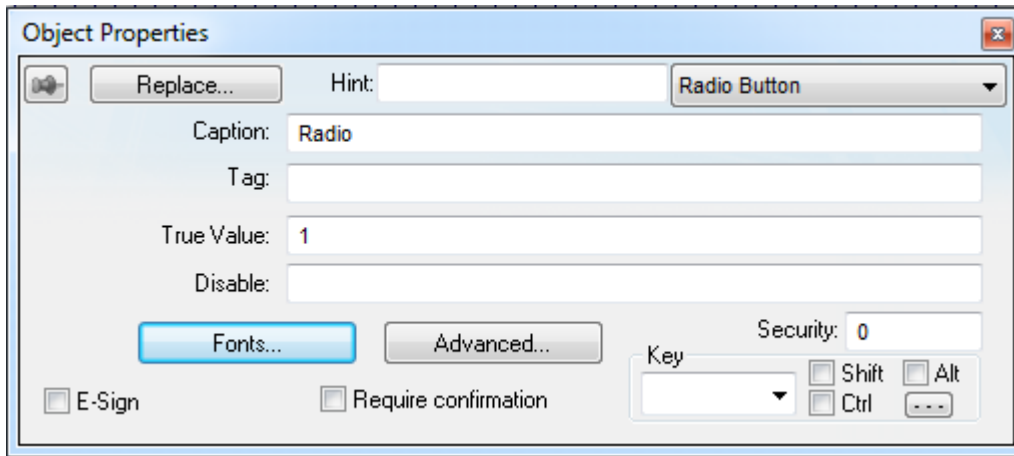 Object Properties
Replace... Hint: Radio Button
Caption: Radio
Tag:
True Value: 1
Disable:
Fonts... Advanced... Security: 0
Key
Shift Alt
E-Sign Require confirmation Ctrl ...